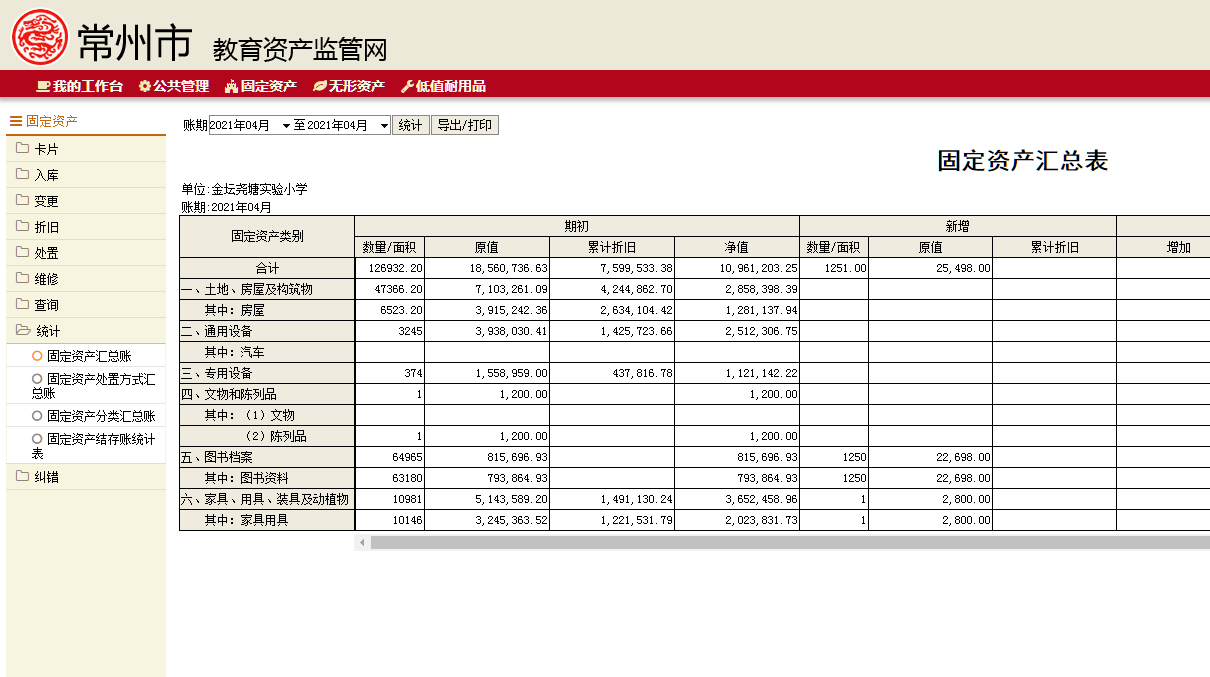 常州市 教育资产监管网
我的工作台 公共管理 固定资产 无形资产 低值耐用品
固定资产
卡片
入库
变更
折旧
处置
维修
查询
统计
固定资产汇总账
固定资产处置方式汇
总账
固定资产分类汇总账
固定资产结存账统计
表
纠错
账期2021年04月 至2021年04月 统计 导出/打印
固定资产汇总表
单位:金坛尧塘实验小学
账期:2021年04月
固定资产类别 期初 新增
数量/面积 原值 累计折旧 净值 数量/面积 原值 累计折旧 增加
合计 126932.20 18,560,736.63 7,599,533.38 10,961,203.25 1251.00 25,498.00
一、土地、房屋及构筑物 47366.20 7,103,261.09 4,244,862.70 2,858,398.39
其中: 房屋 6523.20 3,915,242.36 2,634,104.42 1,281,137.94
二、通用设备 3245 3,938,030.41 1,425,723.66 2,512,306.75
其中: 汽车
三、专用设备 374 1,558,959.00 437,816.78 1,121,142.22
四、文物和陈列品 1 1,200.00 1,200.00
其中: （1）文物
（2）陈列品 1 1,200.00 1,200.00
五、图书档案 64965 815,696.93 815,696.93 1250 22,698.00
其中: 图书资料 63180 793,864.93 793,864.93 1250 22,698.00
六、家具、用具、装具及动植物 10981 5,143,589.20 1,491,130.24 3,652,458.96 1 2,800.00
其中: 家具用具 10146 3,245,363.52 1,221,531.79 2,023,831.73 1 2,800.00